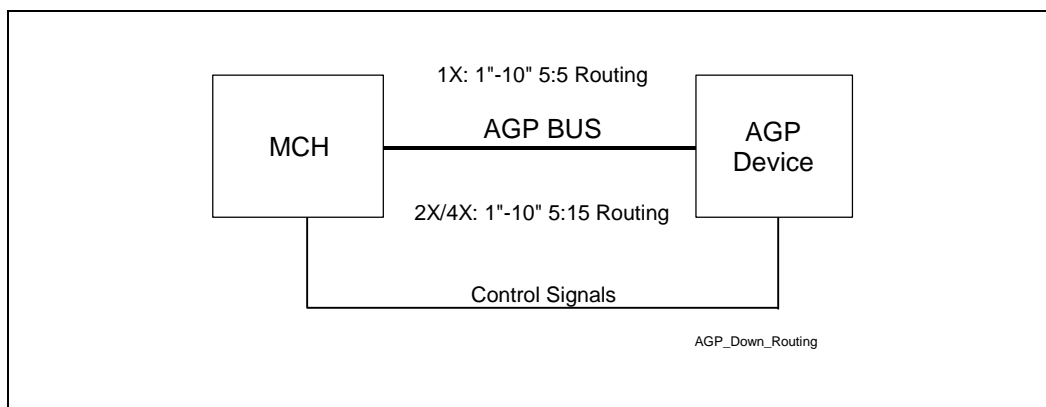 1X: 1"-10" 5:5 Routing
MCH
AGP BUS
AGP
Device
2X/4X: 1"-10" 5:15 Routing
Control Signals
AGP_Down_Routing